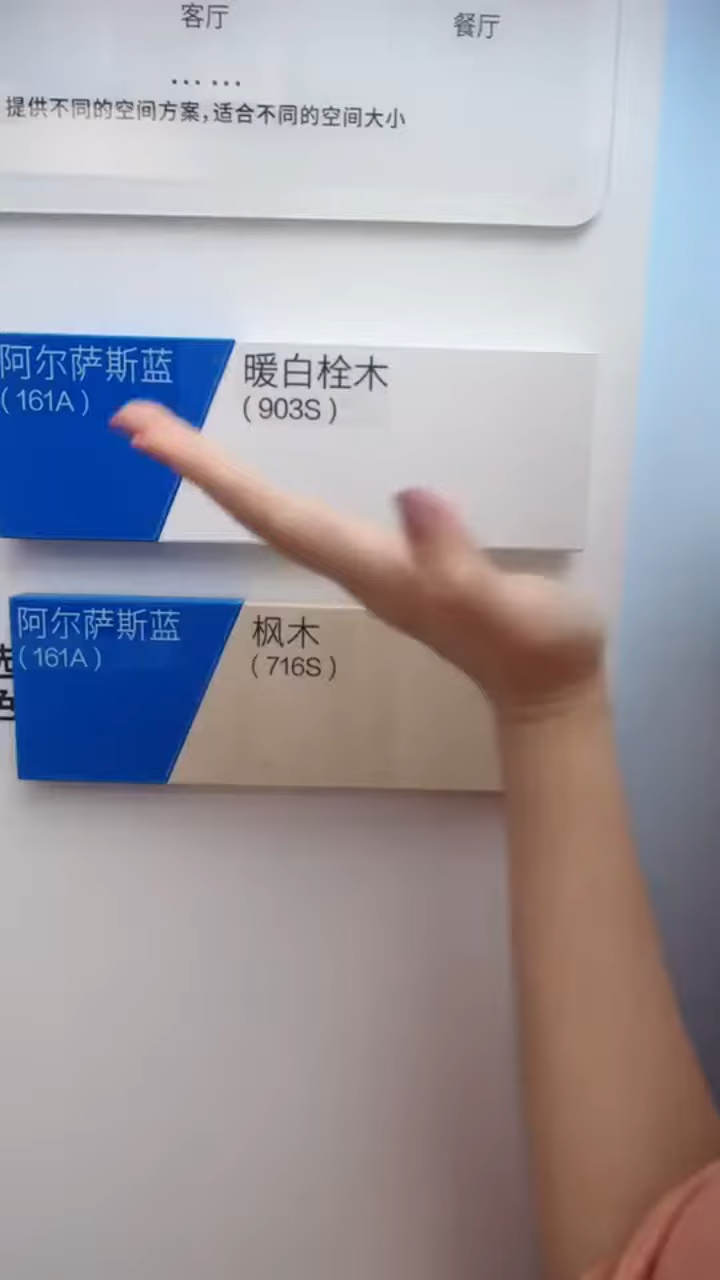 客厅
餐厅
……
提供不同的空间方案,适合不同的空间大小
阿尔萨斯蓝
(161A)
暖白栓木
(903S)
阿尔萨斯蓝
(161A)
枫木
(716S)
选
色